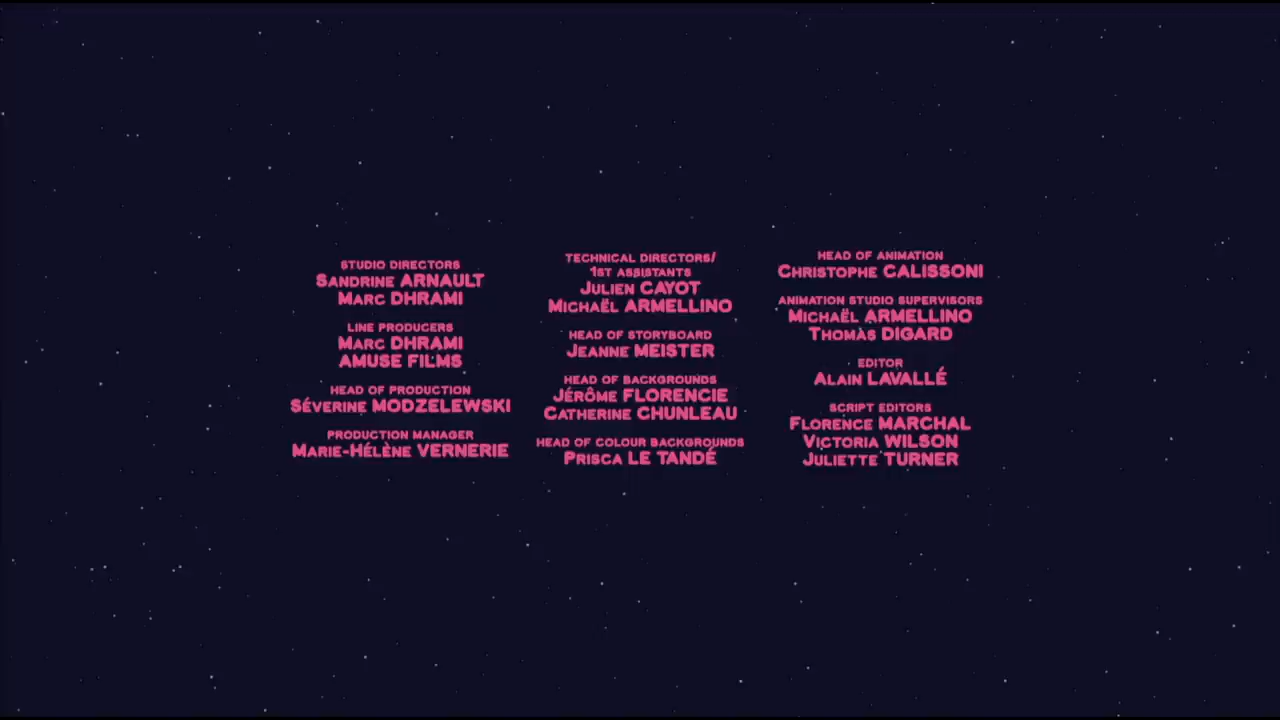 STUDIO DIRECTORS
SANDRINE ARNAULT
MARC DHRAMI
LINE PRODUCERS
MARC DHRAMI
AMUSE FILMS
HEAD OF PRODUCTION
SÉVERINE MODZELEWSKI
PRODUCTION MANAGER
MARIE-HÉLÈNE VERNERIE
TECHNICAL DIRECTORS/
1ST ASSISTANTS
JULIEN CAYOT
MICHAËL ARMELLINO
HEAD OF STORYBOARD
JEANNE MEISTER
HEAD OF BACKGROUNDS
JÉRÔME FLORENCIE
CATHERINE CHUNLEAU
HEAD OF COLOUR BACKGROUNDS
PRISCA LE TANDÉ
HEAD OF ANIMATION
CHRISTOPHE CALISSONI
ANIMATION STUDIO SUPERVISORS
MICHAËL ARMELLINO
THOMAS DIGARD
EDITOR
ALAIN LAVALLÉ
SCRIPT EDITORS
FLORENCE MARCHAL
VICTORIA WILSON
JULIETTE TURNER